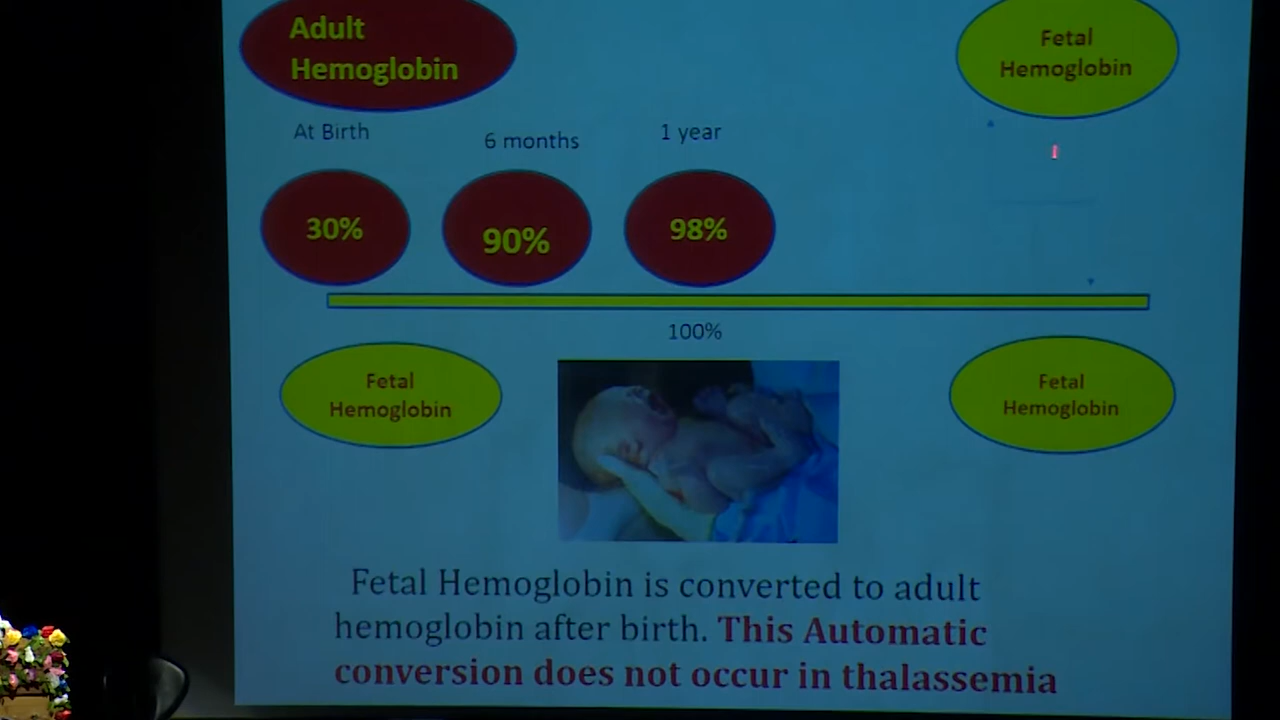 Adult
Hemoglobin
Fetal
Hemoglobin
At Birth
6 months
1 year
30%
90%
98%
100%
Fetal
Hemoglobin
Fetal
Hemoglobin
Fetal Hemoglobin is converted to adult
hemoglobin after birth. This Automatic
conversion does not occur in thalassemia